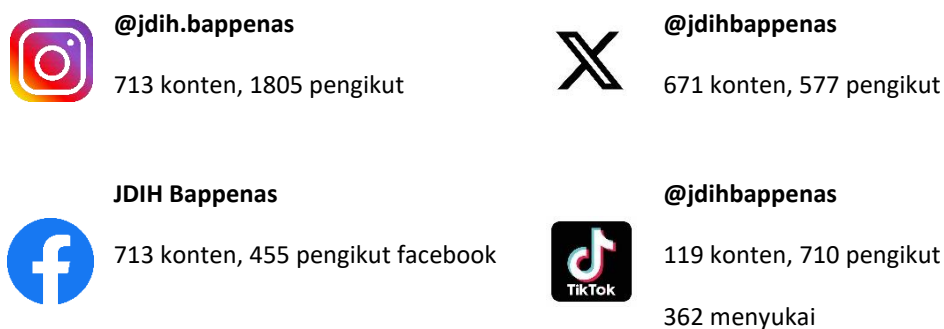 @jdih.bappenas
713 konten, 1805 pengikut
@jdihbappenas
671 konten, 577 pengikut
JDIH Bappenas
713 konten, 455 pengikut facebook
@jdihbappenas
119 konten, 710 pengikut
362 menyukai
TikTok